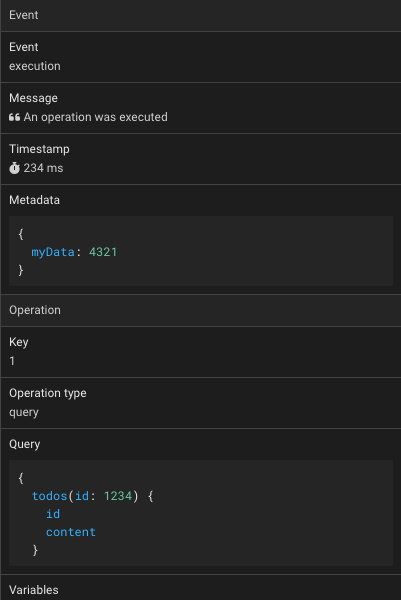 Event
Event
execution
Message
❝ An operation was executed
Timestamp
234 ms
Metadata
{
  myData: 4321
}
Operation
Key
1
Operation type
query
Query
{
  todos(id: 1234) {
    id
    content
  }
Variables